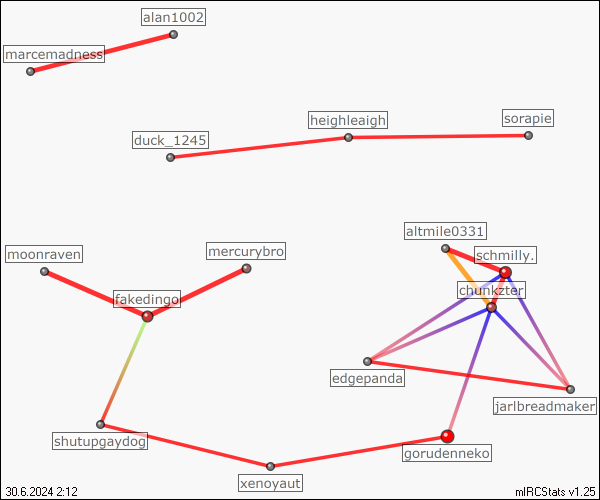 alan1002
marcemadness
heighleaigh
sorapie
duck_1245
altmile0331
moonraven
mercurybro
schmilly.
fakedingo
chunkzter
edgepanda
jarlbreadmaker
shutupgaydog
gorudenneko
xenoyaut
30.6.2024 2:12
mIRCStats v1.25